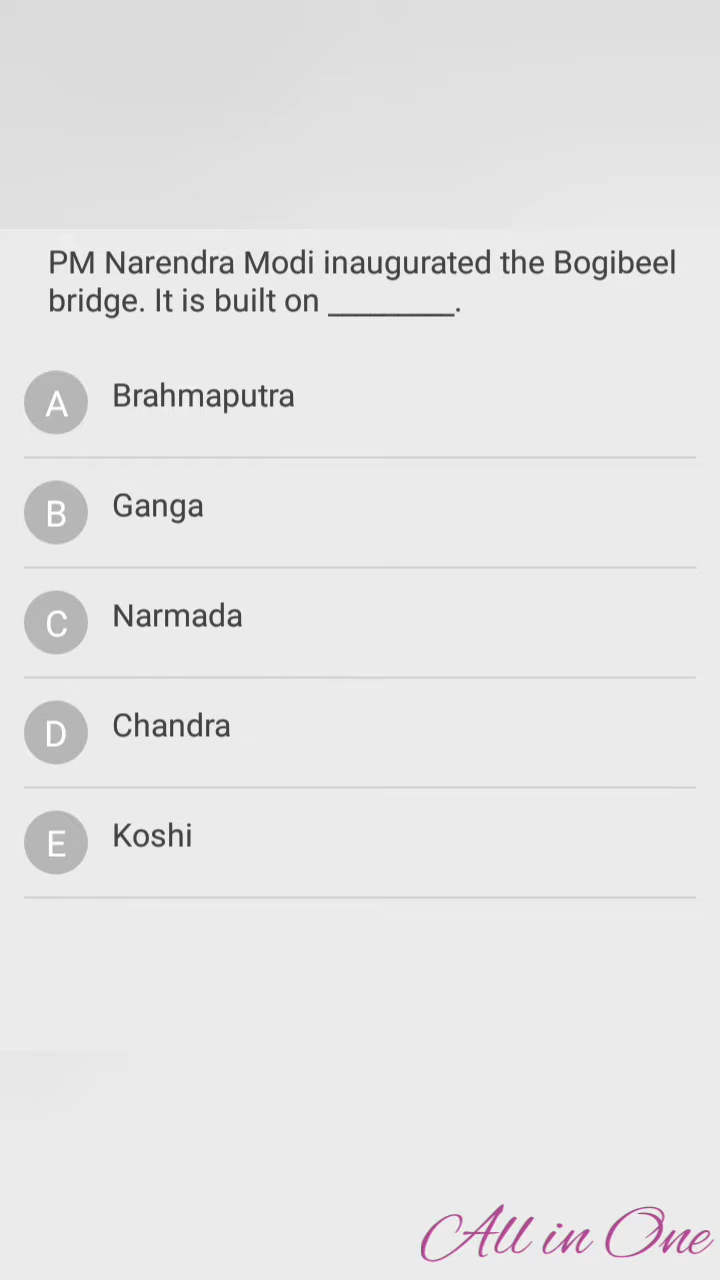 PM Narendra Modi inaugurated the Bogibeel
bridge. It is built on _________.
A Brahmaputra
B Ganga
C Narmada
D Chandra
E Koshi
All in One